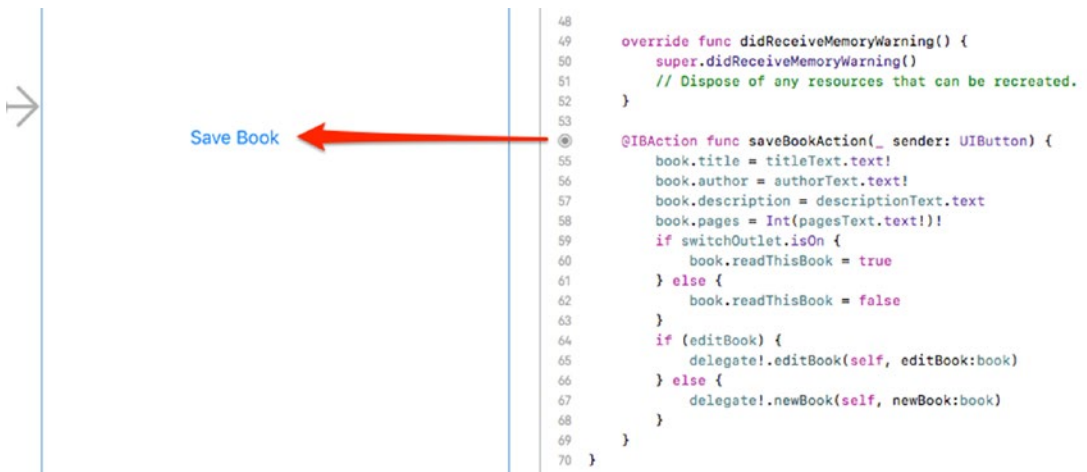 Save Book
48
49 override func didReceiveMemoryWarning() {
50 super.didReceiveMemoryWarning()
51 // Dispose of any resources that can be recreated.
52 }
53
@IBAction func saveBookAction(_ sender: UIButton) {
55 book.title = titleText.text!
56 book.author = authorText.text!
57 book.description = descriptionText.text
58 book.pages = Int(pagesText.text!)!
59 if switchOutlet.isOn {
60 book.readThisBook = true
61 } else {
62 book.readThisBook = false
63 }
64 if (editBook) {
65 delegate!.editBook(self, editBook:book)
66 } else {
67 delegate!.newBook(self, newBook:book)
68 }
69 }
70 }